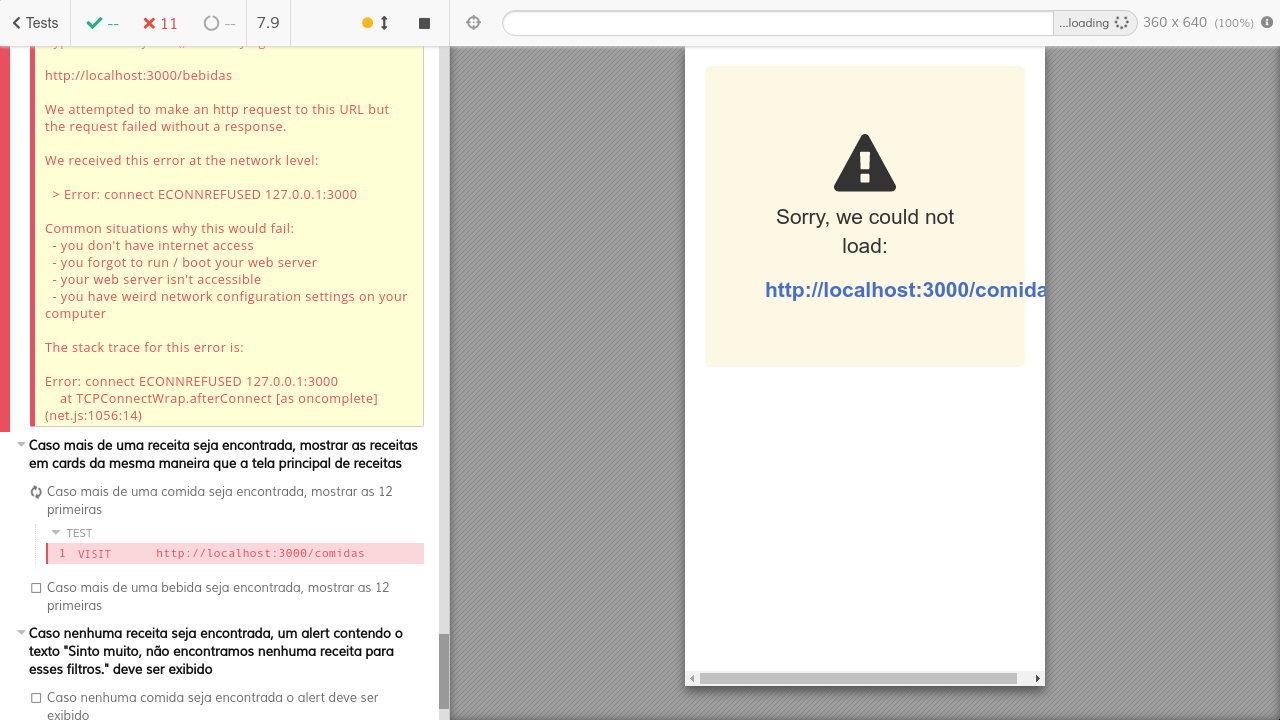 Tests
--
11
--
7.9
...loading
360 x 640 (100%)
http://localhost:3000/bebidas
We attempted to make an http request to this URL but
the request failed without a response.
We received this error at the network level:
> Error: connect ECONNREFUSED 127.0.0.1:3000
Common situations why this would fail:
- you don't have internet access
- you forgot to run / boot your web server
- your web server isn't accessible
- you have weird network configuration settings on your
computer
The stack trace for this error is:
Error: connect ECONNREFUSED 127.0.0.1:3000
at TCPConnectWrap.afterConnect [as oncomplete]
(net.js:1056:14)
Caso mais de uma receita seja encontrada, mostrar as receitas
em cards da mesma maneira que a tela principal de receitas
Caso mais de uma comida seja encontrada, mostrar as 12
primeiras
TEST
1 VISIT http://localhost:3000/comidas
Caso mais de uma bebida seja encontrada, mostrar as 12
primeiras
Caso nenhuma receita seja encontrada, um alert contendo o
texto "Sinto muito, não encontramos nenhuma receita para
esses filtros." deve ser exibido
Caso nenhuma comida seja encontrada o alert deve ser
exibido
Sorry, we could not
load:
http://localhost:3000/comida